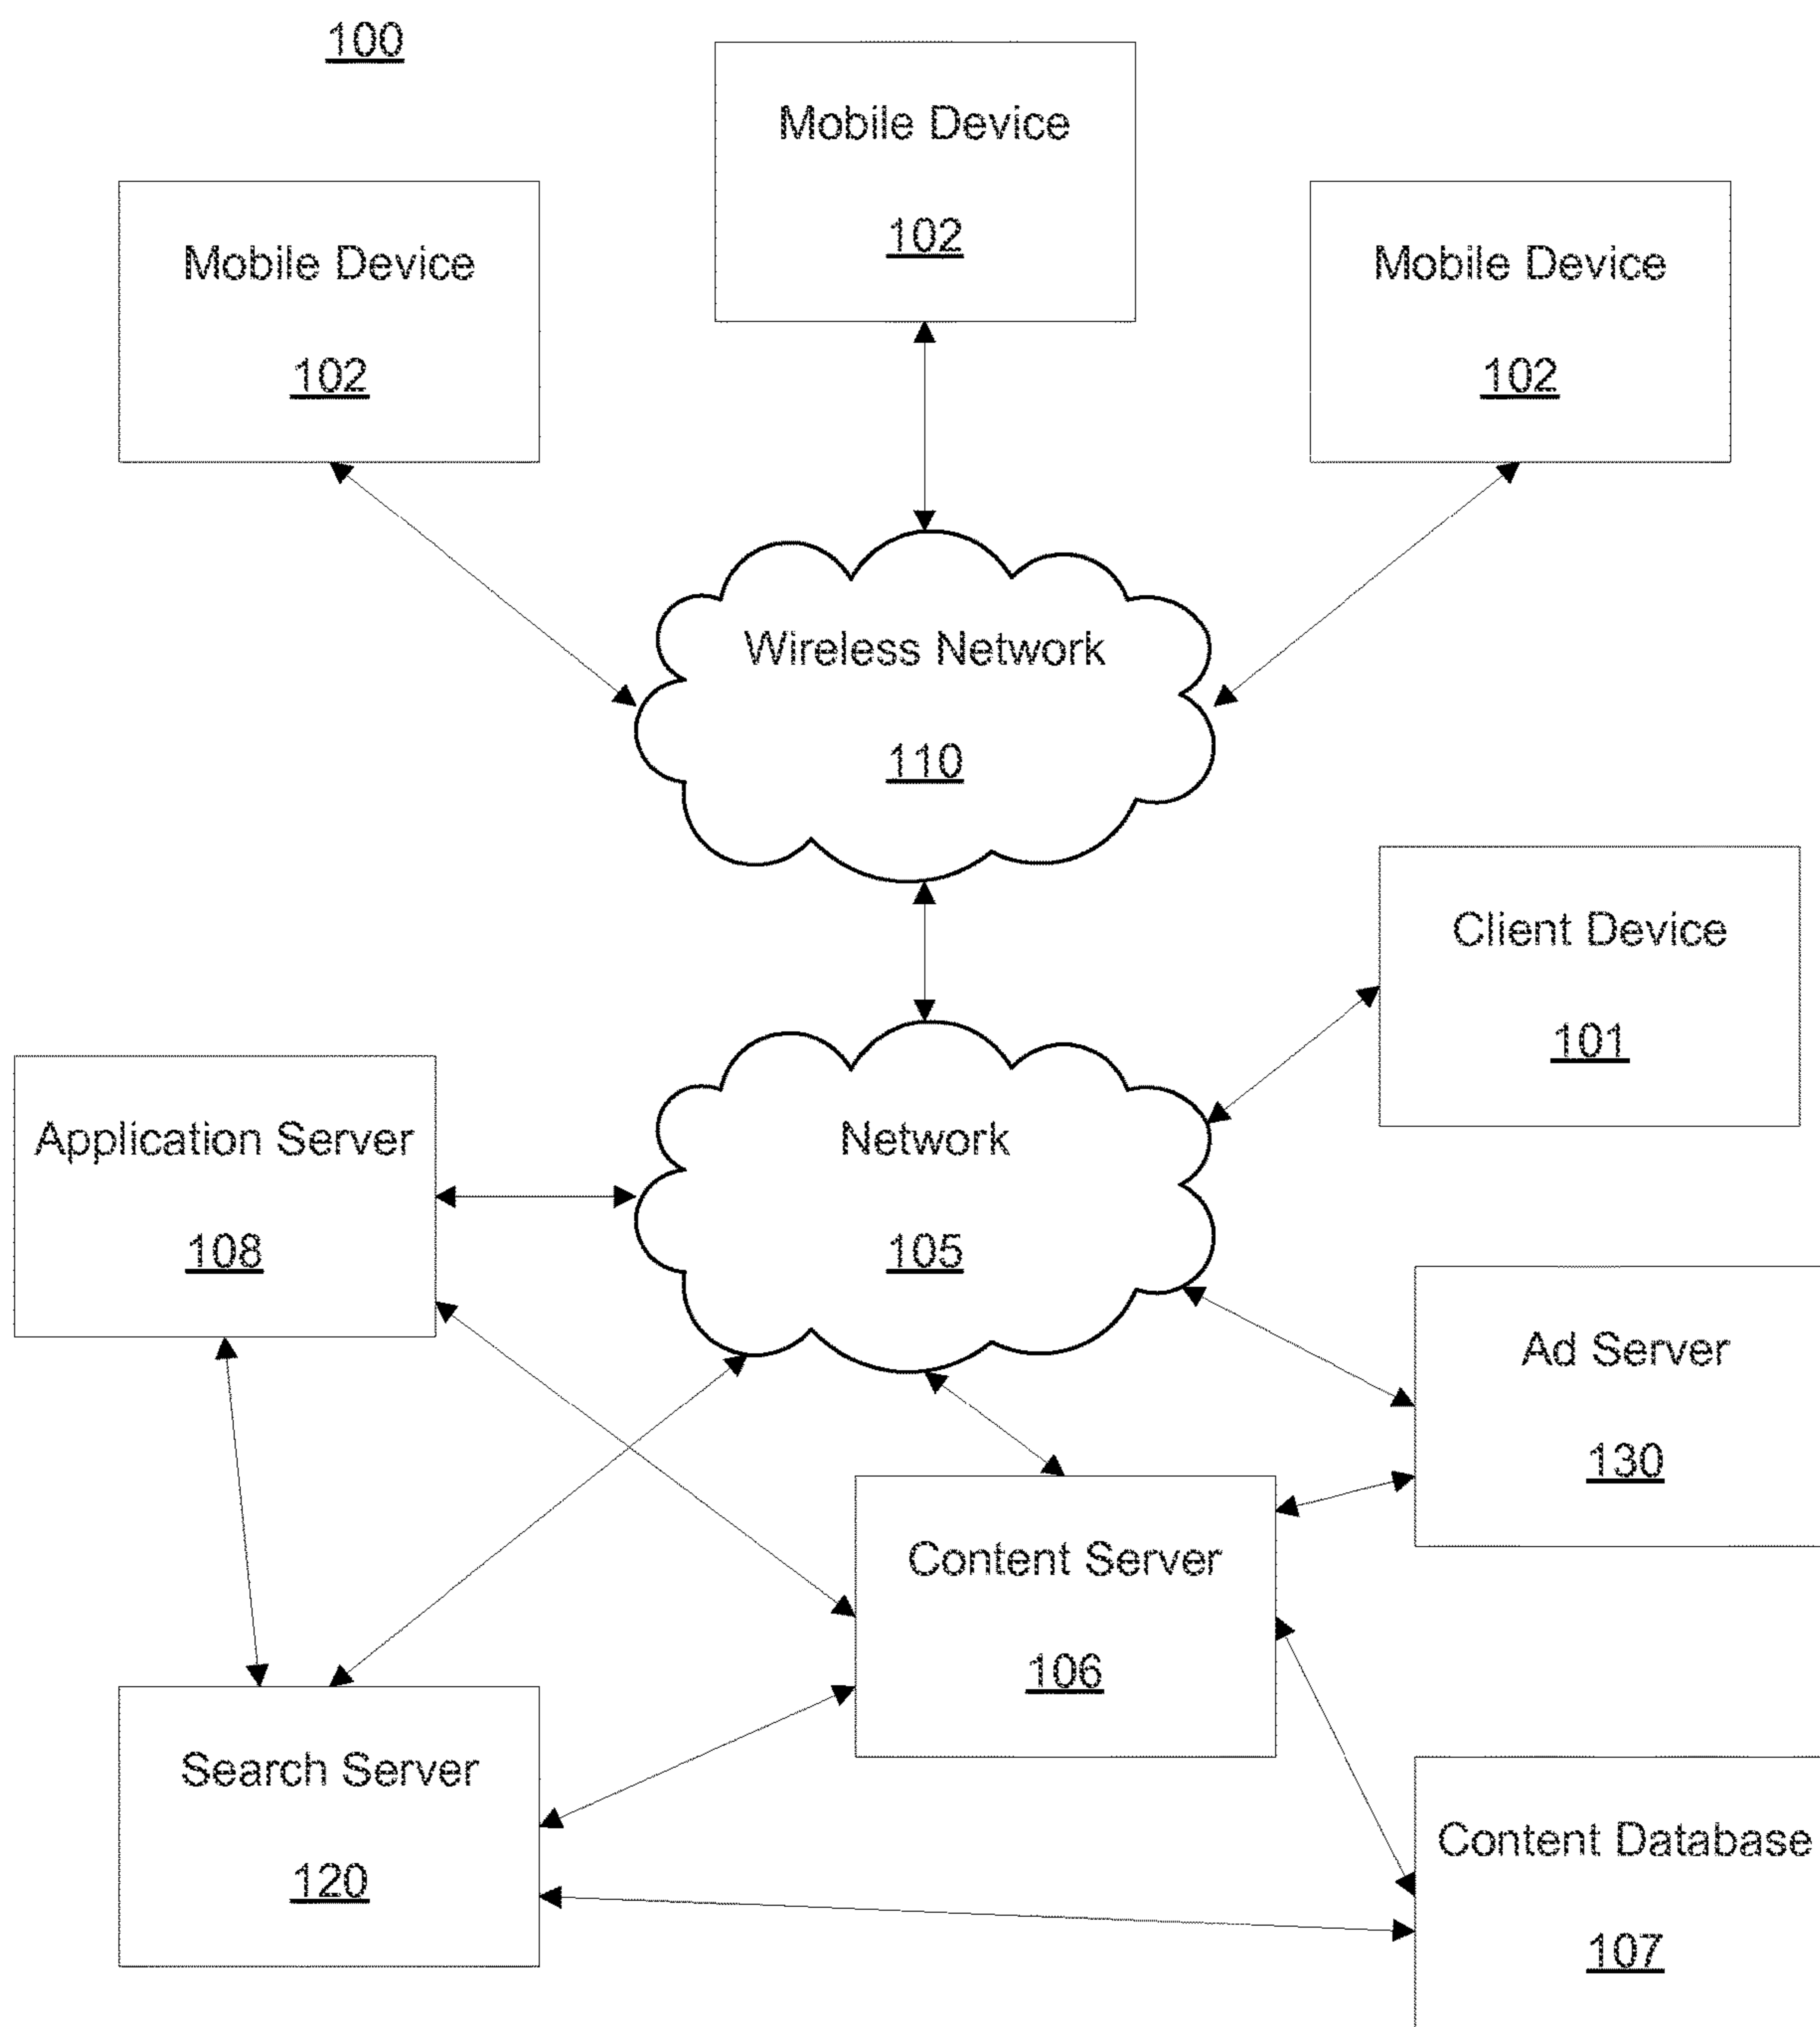 100
Mobile Device
102
Mobile Device
102
Mobile Device
102
Wireless Network
110
Client Device
101
Application Server
108
Network
105
Ad Server
130
Content Server
106
Search Server
120
Content Database
107